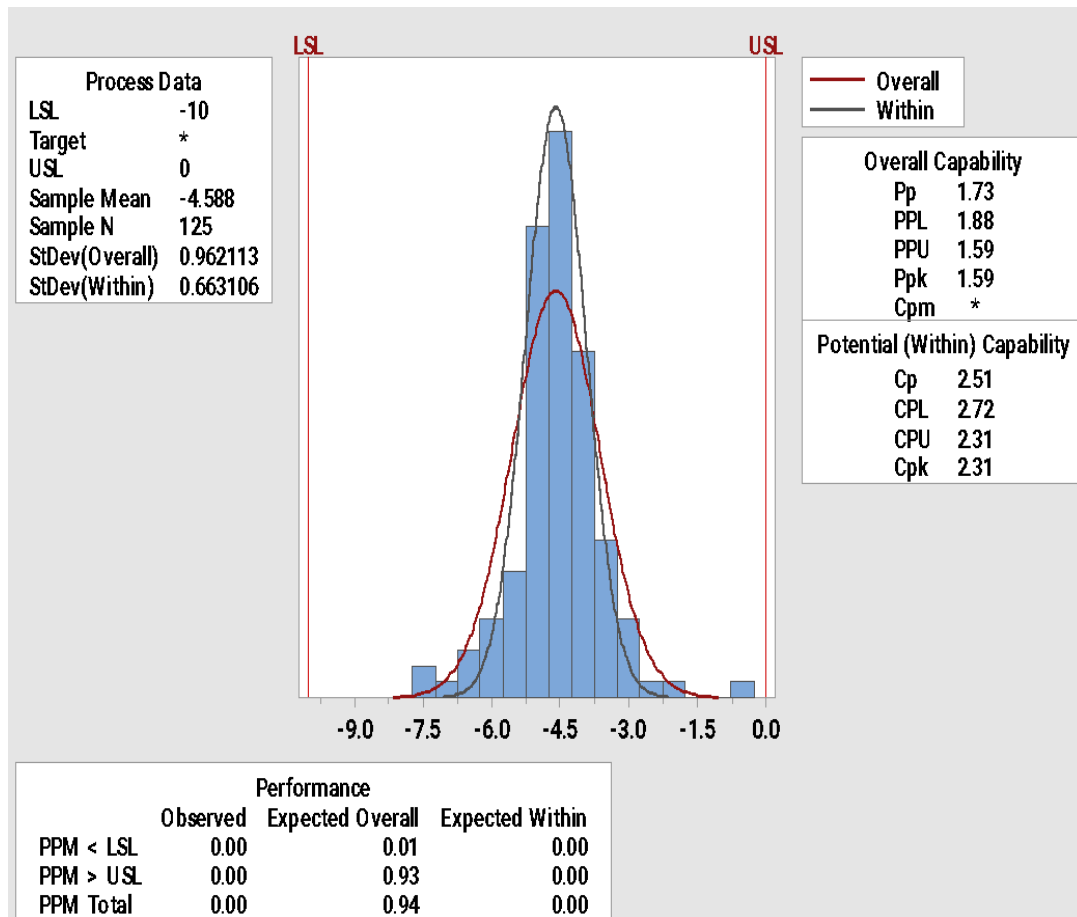 LSL
USL
Process Data
LSL -10
Target *
USL 0
Sample Mean -4.588
Sample N 125
StDev(Overall) 0.962113
StDev(Within) 0.663106
Overall
Within
Overall Capability
Pp 1.73
PPL 1.88
PPU 1.59
Ppk 1.59
Cpm *
Potential (Within) Capability
Cp 2.51
CPL 2.72
CPU 2.31
Cpk 2.31
-9.0 -7.5 -6.0 -4.5 -3.0 -1.5 0.0
Performance
Observed Expected Overall Expected Within
PPM < LSL 0.00 0.01 0.00
PPM > USL 0.00 0.93 0.00
PPM Total 0.00 0.94 0.00